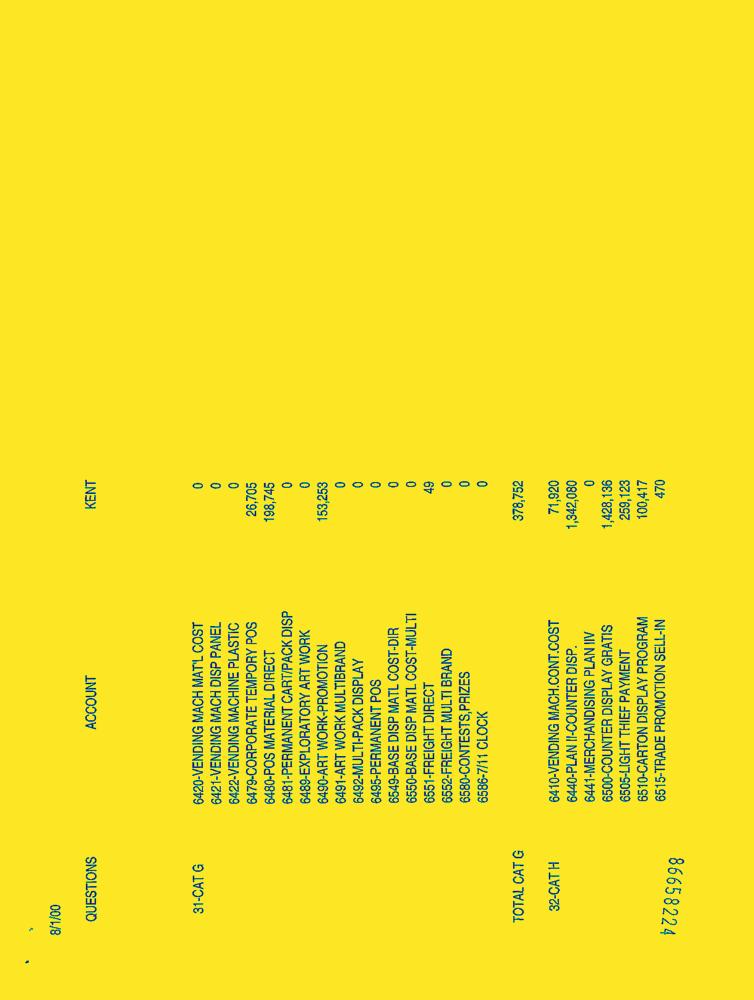 8/1/00
QUESTIONS ACCOUNT KENT
31-CAT G 6420-VENDING MACH MAT'L COST 0
6421-VENDING MACH DISP PANEL 0
6422-VENDING MACHINE PLASTIC 0
6479-CORPORATE TEMPORY POS 26,705
6480-POS MATERIAL DIRECT 198,745
6481-PERMANENT CART/PACK DISP 0
6489-EXPLORATORY ART WORK 0
6490-ART WORK-PROMOTION 153,253
6491-ART WORK MULTIBRAND 0
6492-MULTI-PACK DISPLAY 0
6495-PERMANENT POS 0
6549-BASE DISP MATL COST-DIR 0
6550-BASE DISP MATL COST-MULTI 0
6551-FREIGHT DIRECT 49
6552-FREIGHT MULTI BRAND 0
6580-CONTESTS,PRIZES 0
6586-7/11 CLOCK 0
TOTAL CAT G 378,752
32-CAT H 6410-VENDING MACH.CONT.COST 71,920
6440-PLAN II-COUNTER DISP. 1,342,080
6441-MERCHANDISING PLAN IIV 0
6500-COUNTER DISPLAY GRATIS 1,428,136
6505-LIGHT THIEF PAYMENT 259,123
6510-CARTON DISPLAY PROGRAM 100,417
6515-TRADE PROMOTION SELL-IN 470
86658224